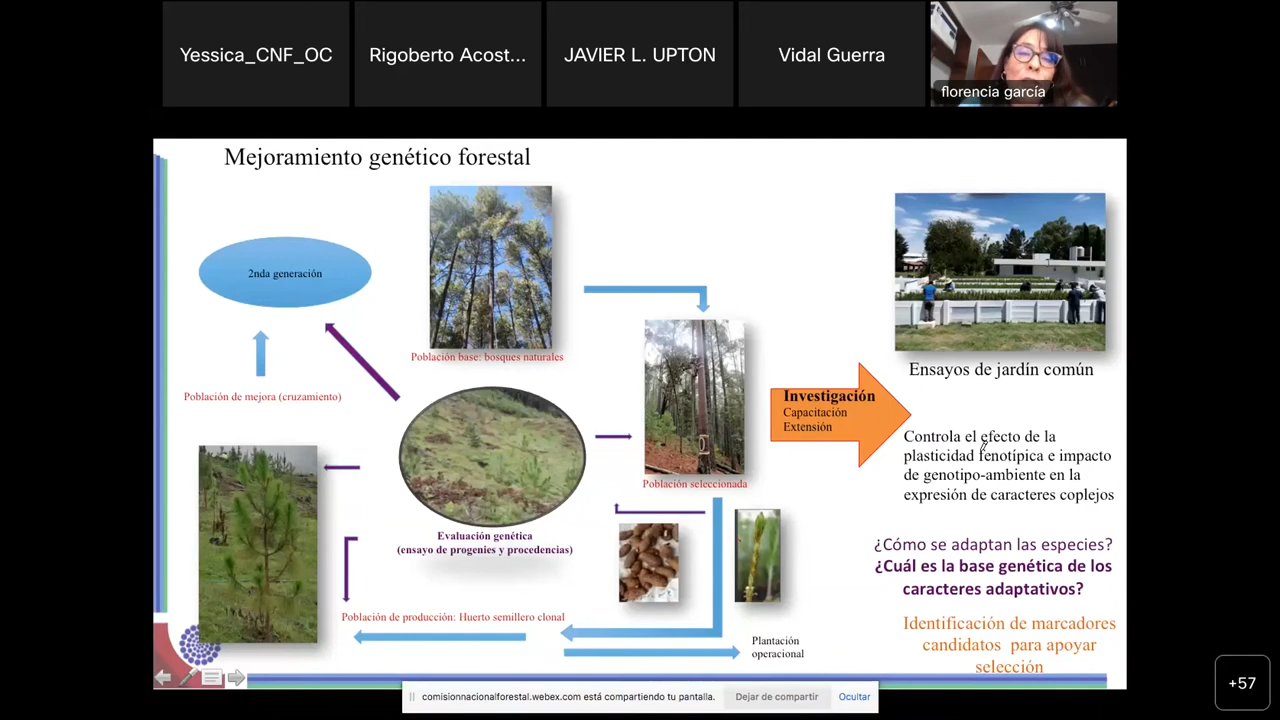 Yessica_CNF_OC
Rigoberto Acost...
JAVIER L. UPTON
Vidal Guerra
florencia garcía
Mejoramiento genético forestal
2nda generación
Población base: bosques naturales
Población de mejora (cruzamiento)
Evaluación genética
(ensayo de progenies y procedencias)
Población seleccionada
Investigación
Capacitación
Extensión
Ensayos de jardín común
Controla el efecto de la
plasticidad fenotípica e impacto
de genotipo-ambiente en la
expresión de caracteres coplejos
¿Cómo se adaptan las especies?
¿Cuál es la base genética de los
caracteres adaptativos?
Identificación de marcadores
candidatos para apoyar
selección
Población de producción: Huerto semillero clonal
Plantación
operacional
comisionnacionalforestal.webex.com está compartiendo tu pantalla.
Dejar de compartir
Ocultar
+57